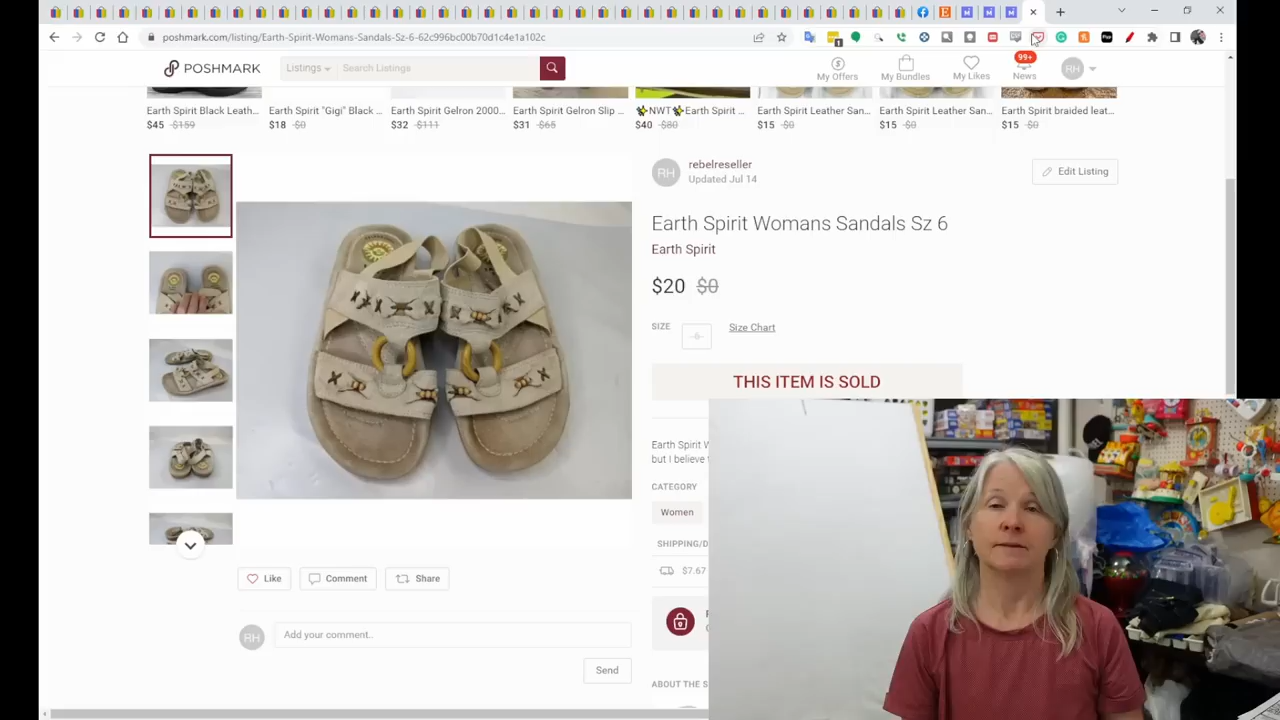 poshmark.com/listing/Earth-Spirit-Womans-Sandals-Sz-6-62c996bc00b70d1c4e1a102c
POSHMARK
Listings
Search Listings
My Offers
My Bundles
My Likes
99+
News
RH
Earth Spirit Black Leath...
$45 $159
Earth Spirit "Gigi" Black ...
$18 $0
Earth Spirit Gelron 2000...
$32 $111
Earth Spirit Gelron Slip ...
$31 $65
NWT Earth Spirit ...
$40 $80
Earth Spirit Leather San...
$15 $0
Earth Spirit Leather San...
$15 $0
Earth Spirit braided leat...
$15 $0
RH
rebelreseller
Updated Jul 14
Edit Listing
Earth Spirit Womans Sandals Sz 6
Earth Spirit
$20 $0
SIZE
6
Size Chart
THIS ITEM IS SOLD
Earth Spirit W
but I believe
CATEGORY
Women
SHIPPING/D
$7.67
ABOUT THE S
Like
Comment
Share
RH
Add your comment..
Send